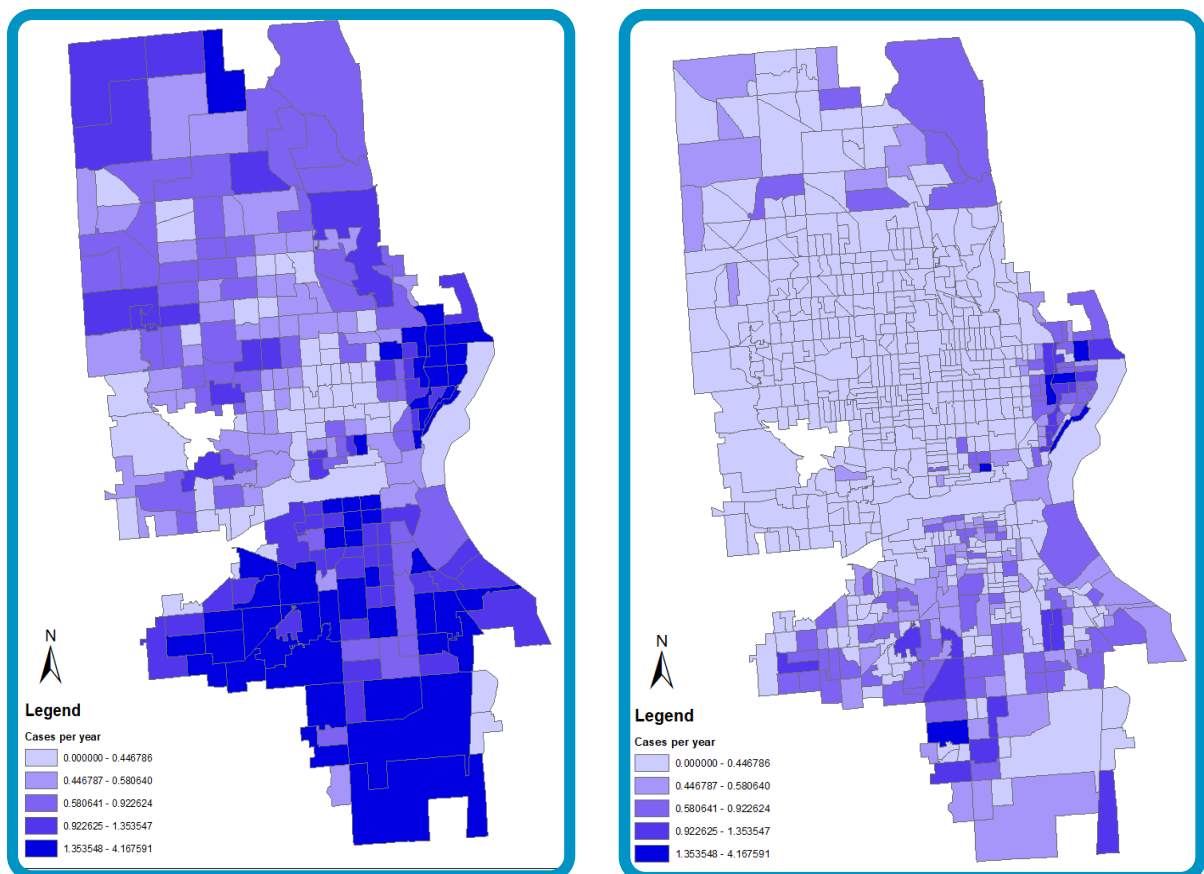 N
Legend
Cases per year
0.000000 - 0.446786
0.446787 - 0.580640
0.580641 - 0.922624
0.922625 - 1.353547
1.353548 - 4.167591
N
Legend
Cases per year
0.000000 - 0.446786
0.446787 - 0.580640
0.580641 - 0.922624
0.922625 - 1.353547
1.353548 - 4.167591